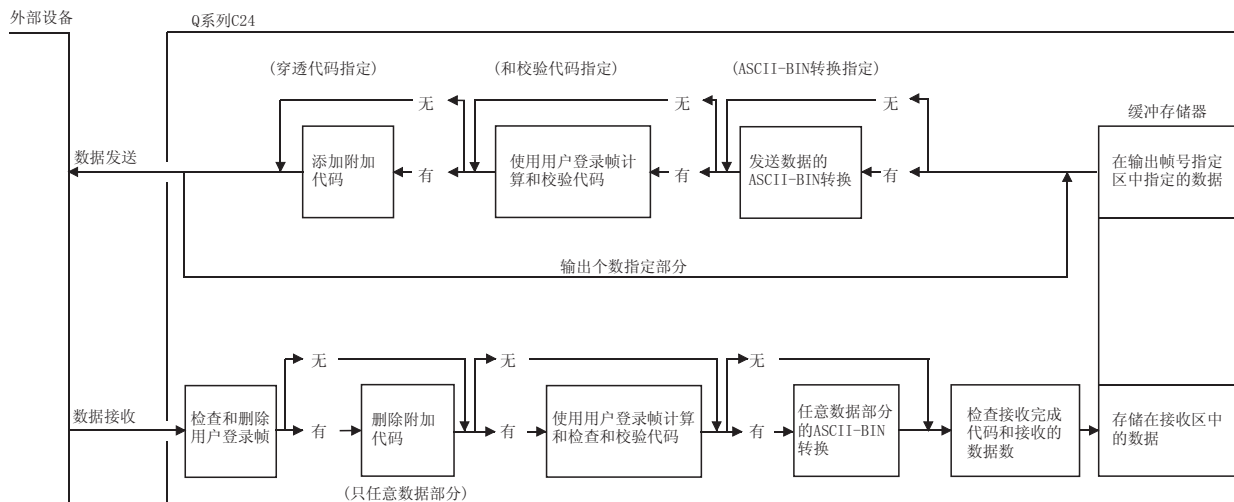 外部设备
Q系列C24
(穿透代码指定)
(和校验代码指定)
(ASCII-BIN转换指定)
无
无
无
缓冲存储器
数据发送
添加附加
代码
有
使用用户登录帧计
算和校验代码
有
发送数据的
ASCII-BIN转换
有
在输出帧号指定
区中指定的数据
输出个数指定部分
无
无
无
数据接收
检查和删除
用户登录帧
有
删除附加
代码
有
使用用户登录帧计算
和检查和校验代码
有
任意数据部分
的ASCII-BIN
转换
检查接收完成
代码和接收的
数据数
存储在接收区中
的数据
(只任意数据部分)